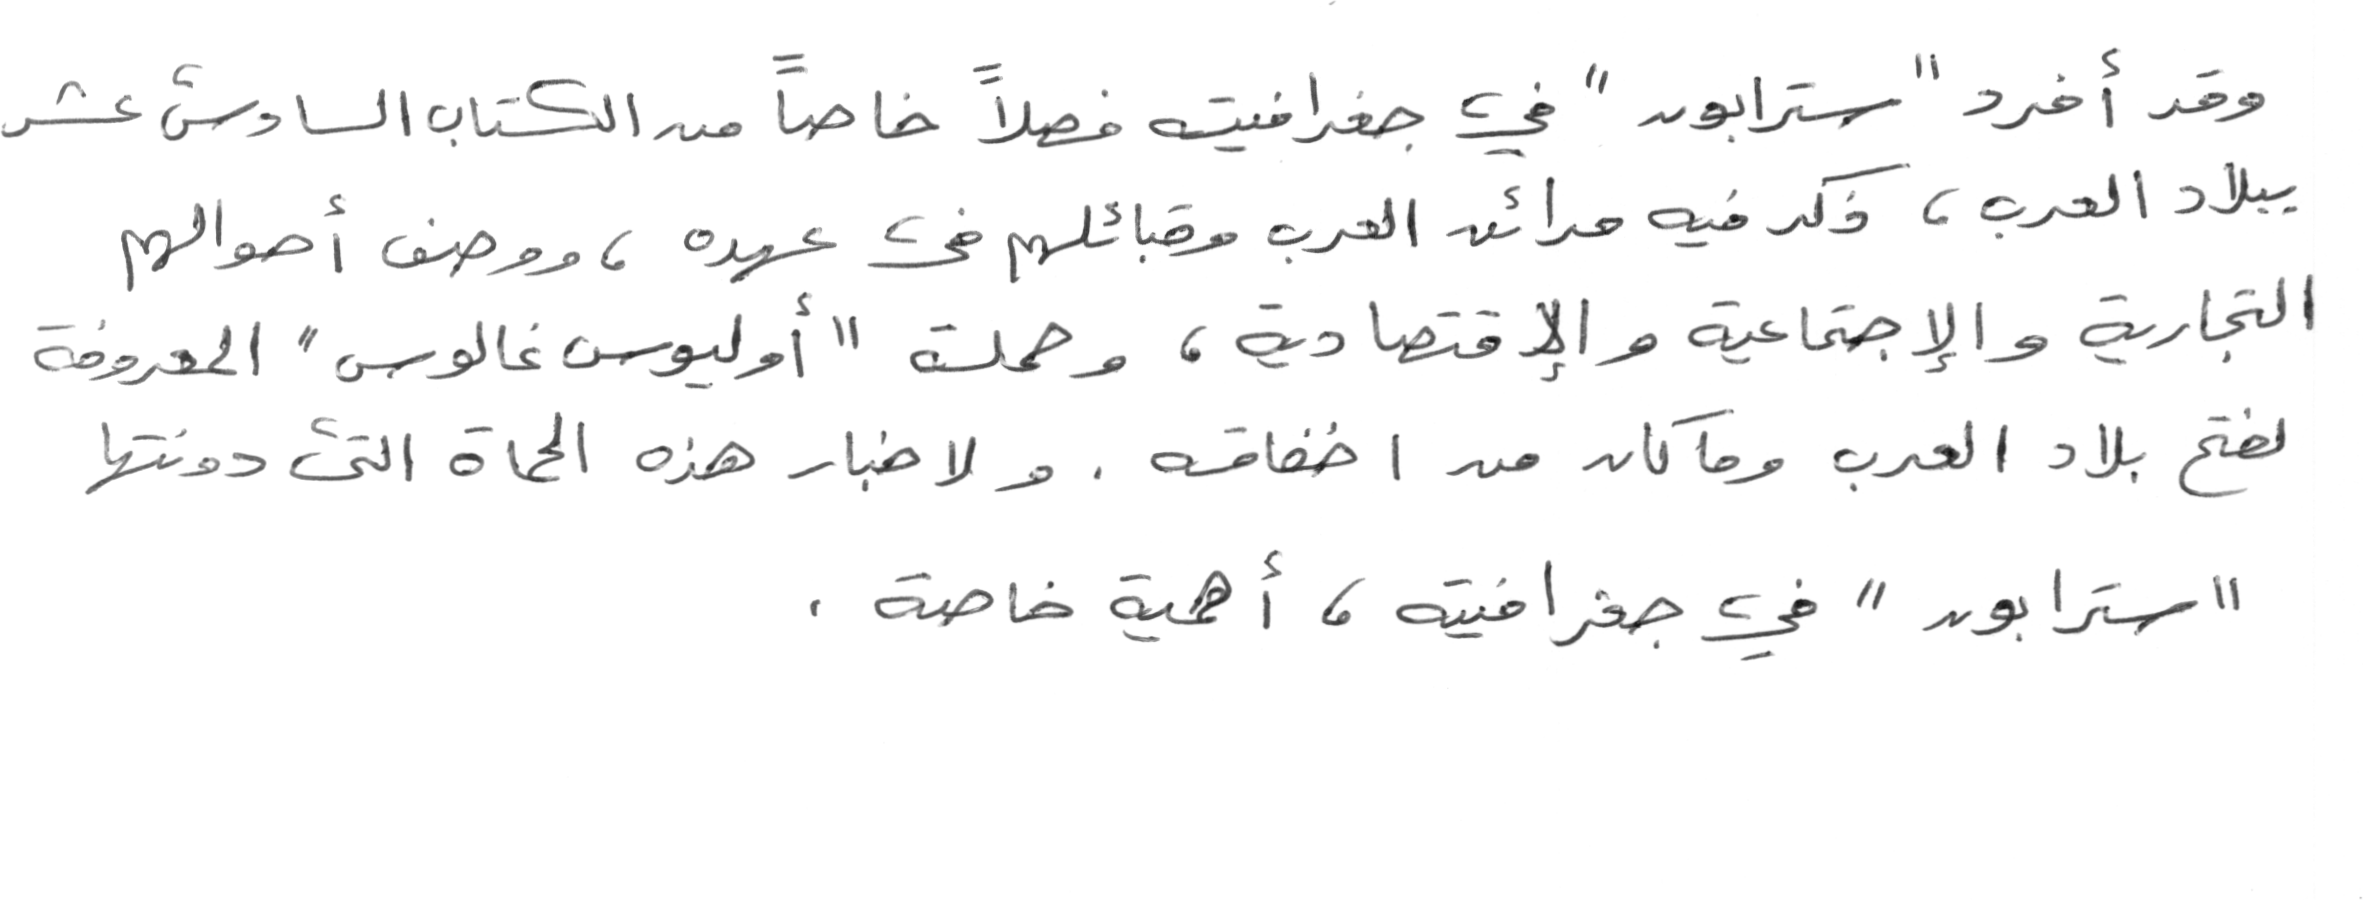 وقد أفرد "سترابون" في جغرافيته فصلاً خاصاً من الكتاب السادس عشر
ببلاد العرب، ذكر فيه مدائن العرب وقبائلهم في عهده، ووصف أحوالهم
التجارية والإجتماعية والإقتصادية، وحملة "أوليوس غالوس" المعروفة
لفتح بلاد العرب وما كان من اخفاقه. ولاخبار هذه الحماة التي دونتها
"سترابون" في جغرافيته، أهمية خاصة.